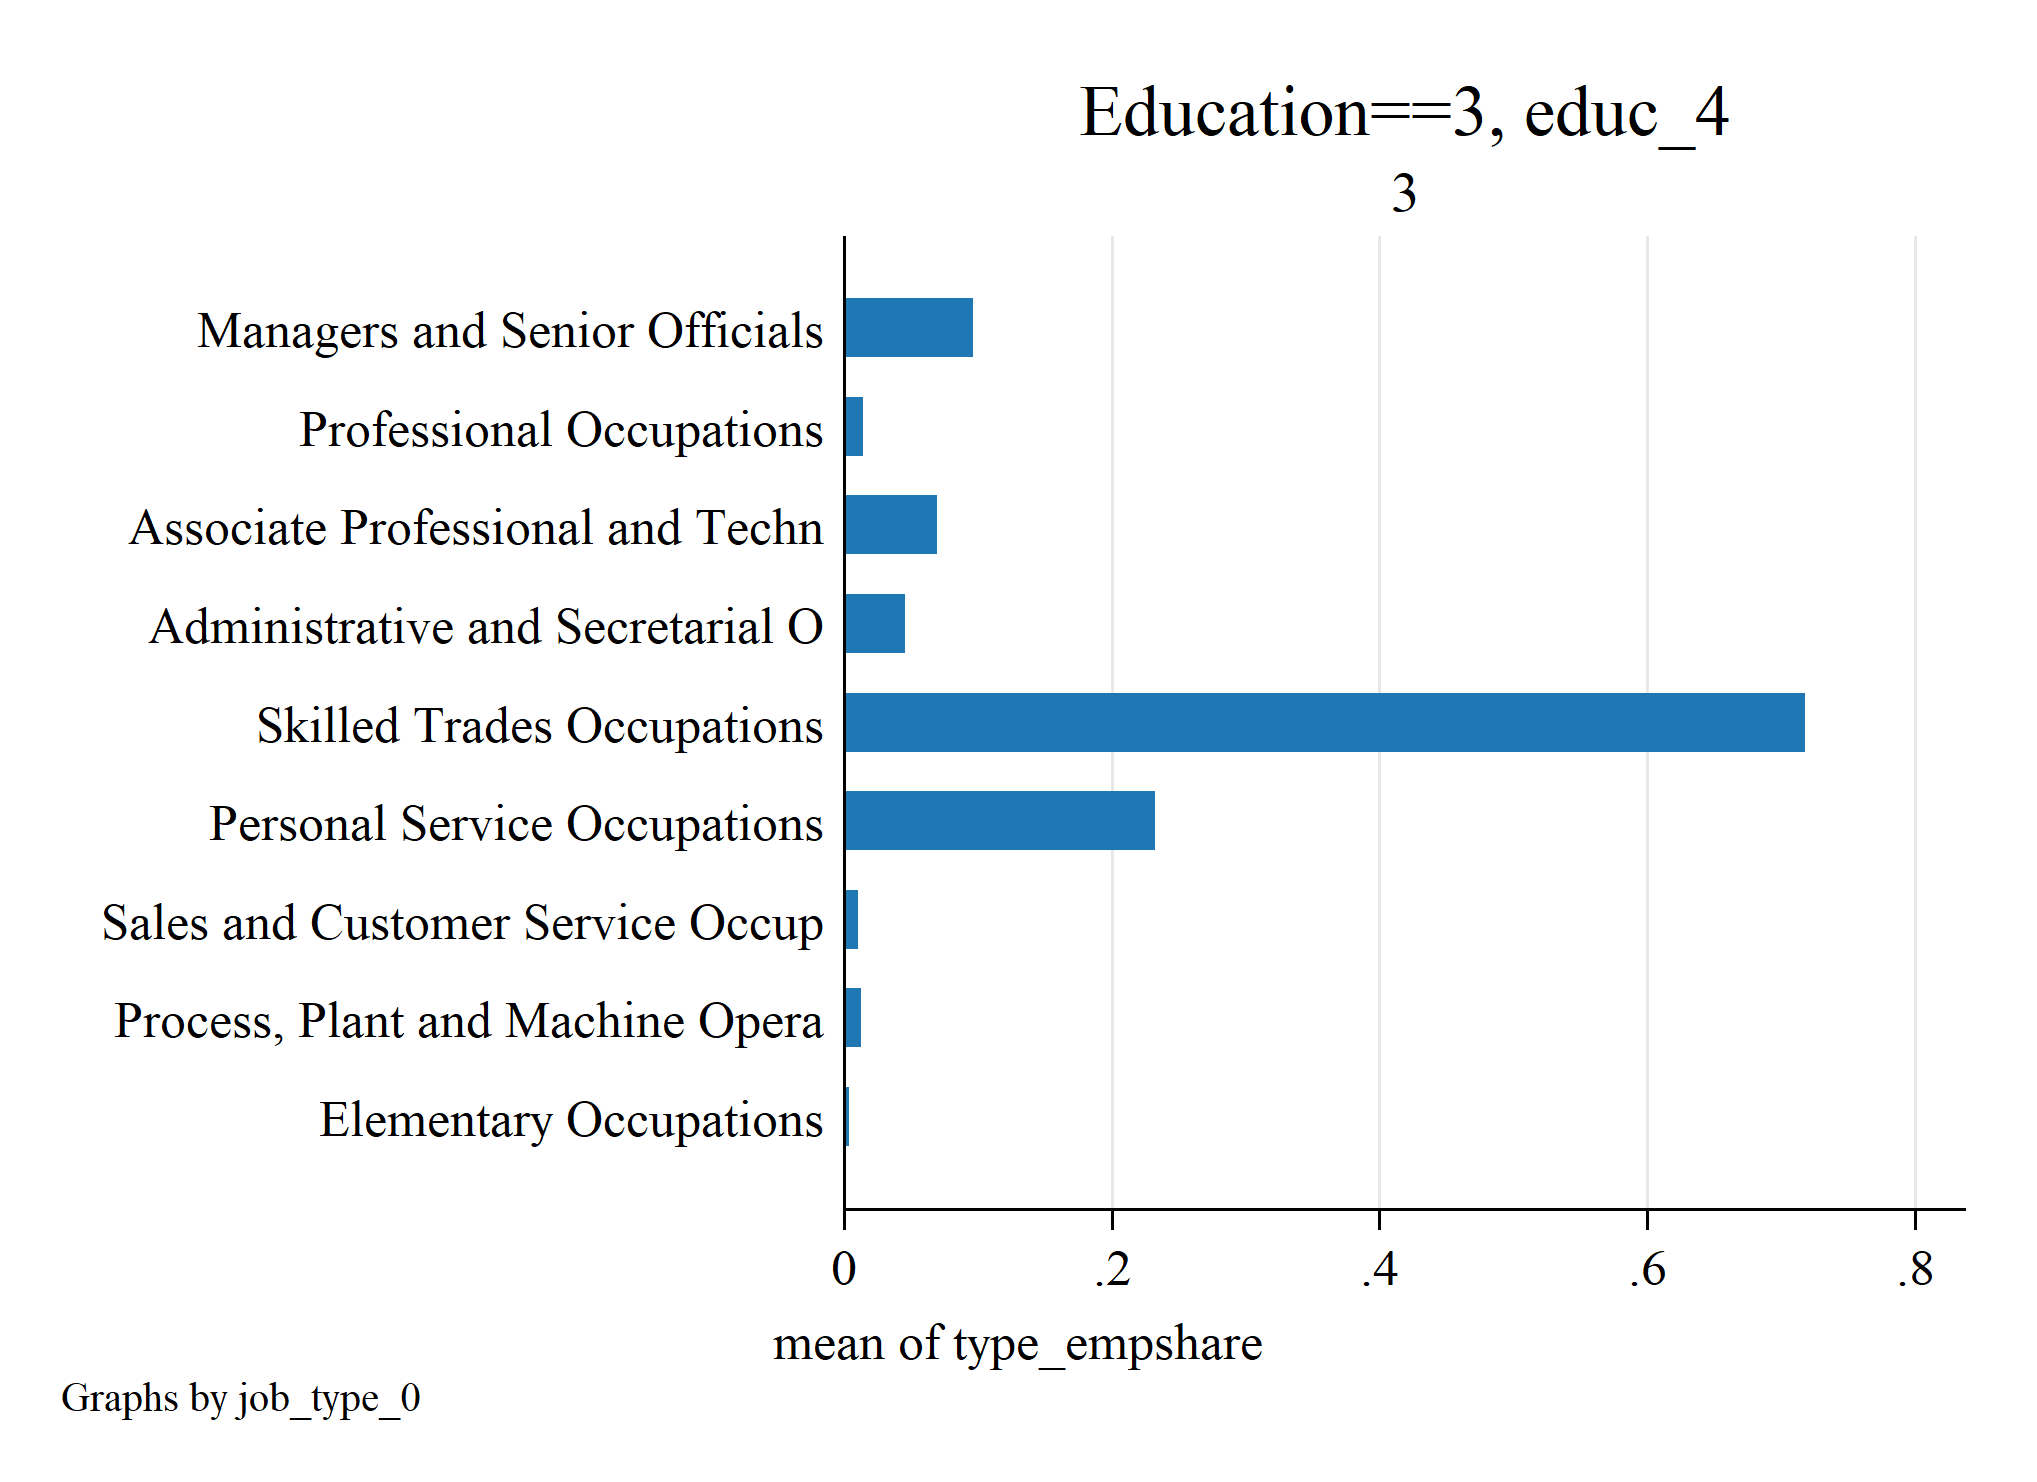 Education==3, educ_4
3
Managers and Senior Officials
Professional Occupations
Associate Professional and Techn
Administrative and Secretarial O
Skilled Trades Occupations
Personal Service Occupations
Sales and Customer Service Occup
Process, Plant and Machine Opera
Elementary Occupations
0 .2 .4 .6 .8
mean of type_empshare
Graphs by job_type_0